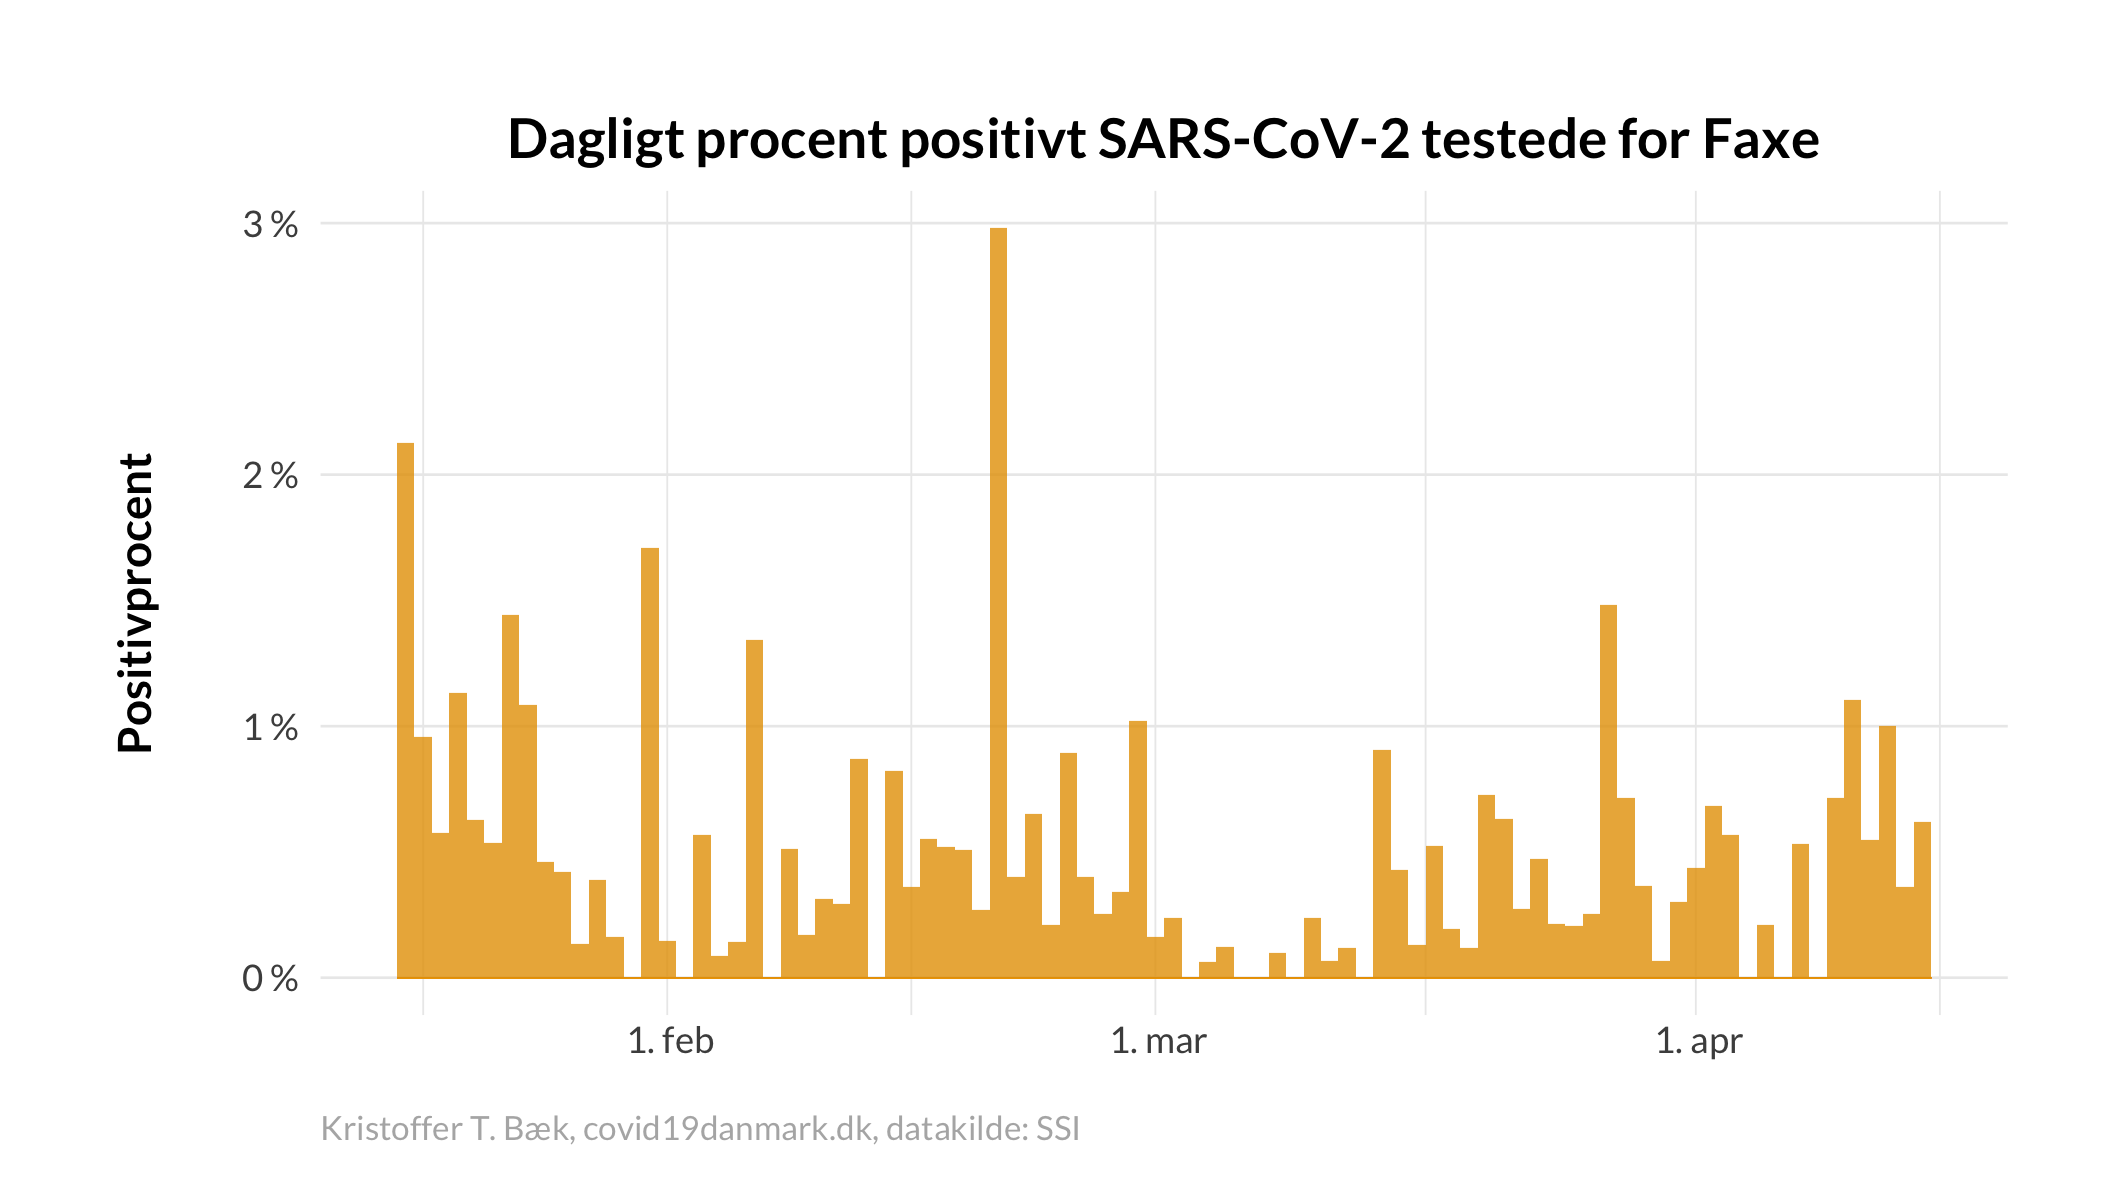 Dagligt procent positivt SARS-CoV-2 testede for Faxe
Positivprocent
3 %
2 %
1 %
0 %
1. feb
1. mar
1. apr
Kristoffer T. Bæk, covid19danmark.dk, datakilde: SSI